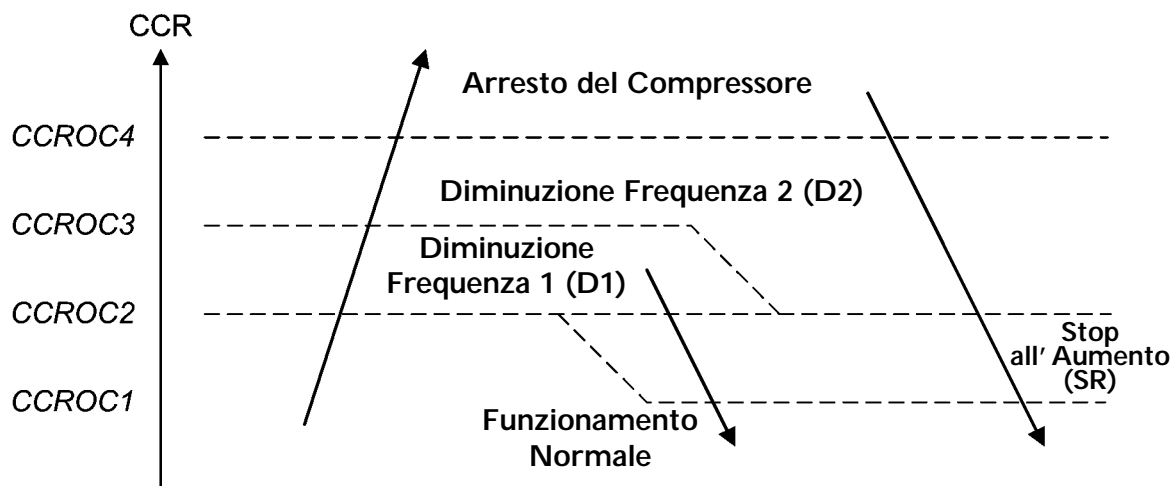 CCR
Arresto del Compressore
CCROC4
Diminuzione Frequenza 2 (D2)
CCROC3
Diminuzione
Frequenza 1 (D1)
CCROC2
Stop
all' Aumento
(SR)
CCROC1
Funzionamento
Normale